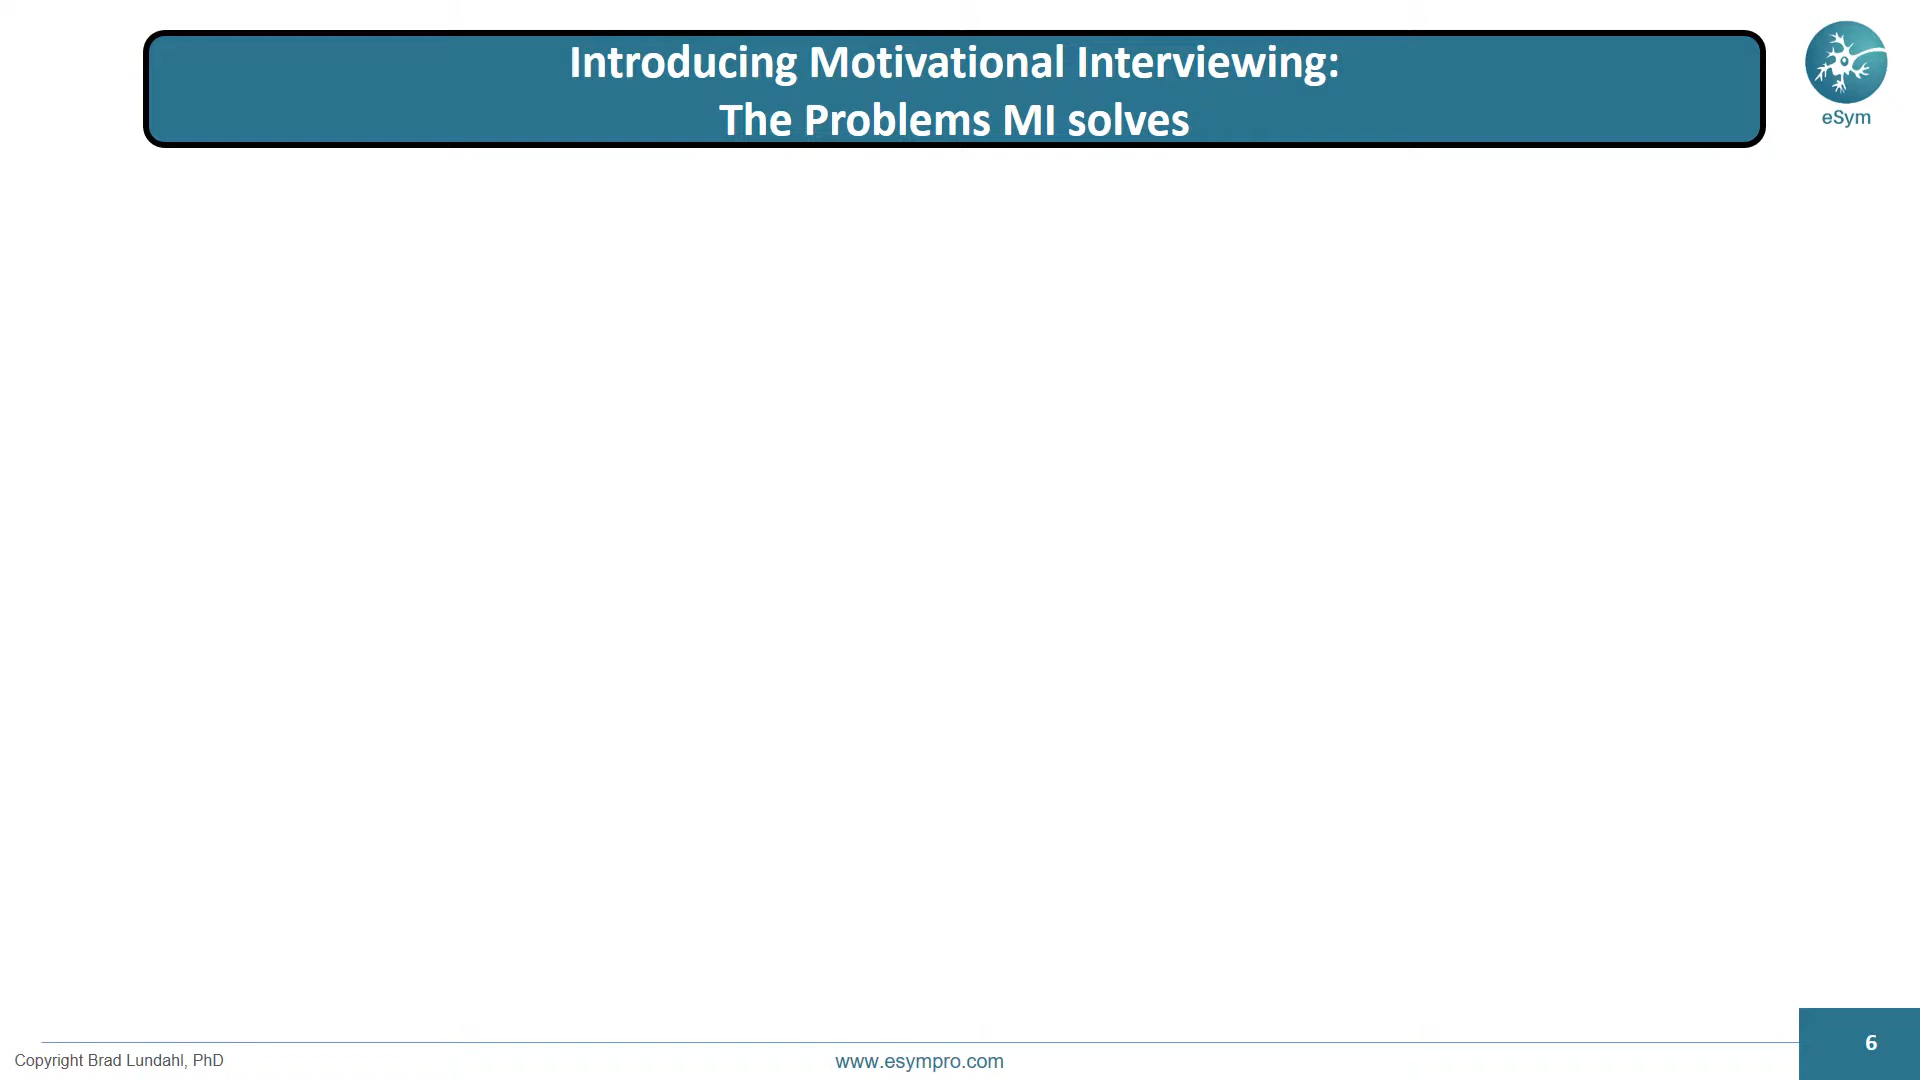 Introducing Motivational Interviewing:
The Problems MI solves
eSym
Copyright Brad Lundahl, PhD
www.esympro.com
6